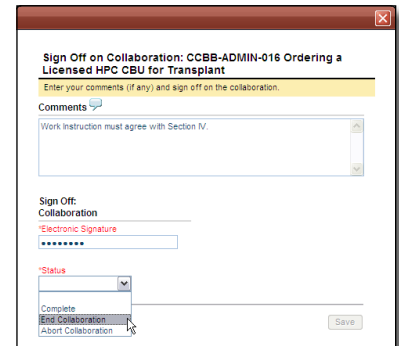 Sign Off on Collaboration: CCBB-ADMIN-016 Ordering a
Licensed HPC CBU for Transplant
Enter your comments (if any) and sign off on the collaboration.
Comments
Work Instruction must agree with Section IV.
Sign Off:
Collaboration
*Electronic Signature
••••••••
*Status
Complete
End Collaboration
Abort Collaboration
Save